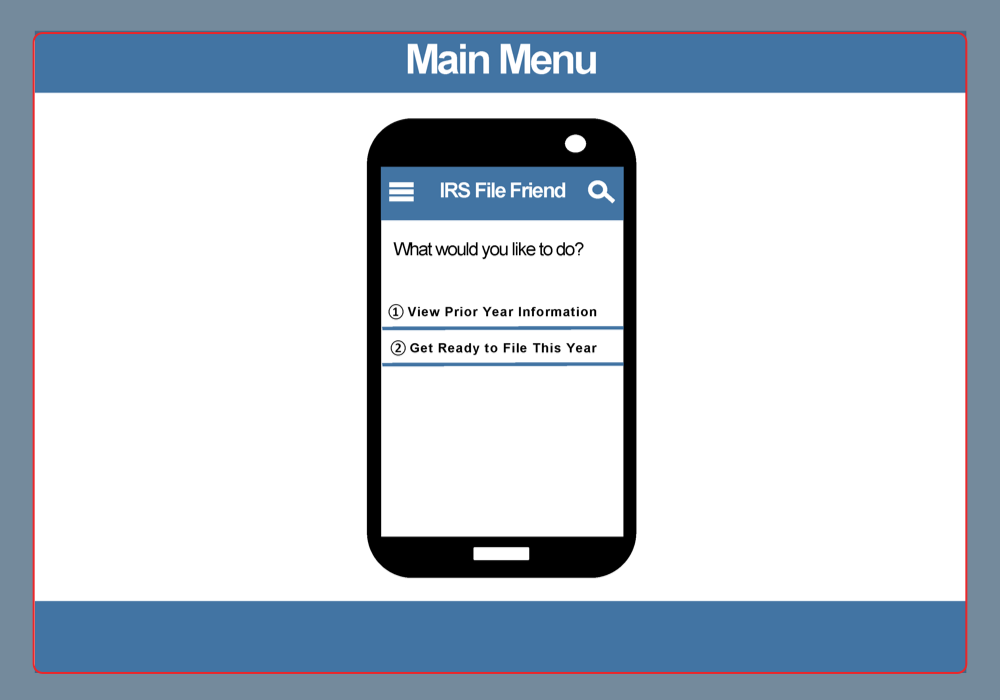 Main Menu
IRS File Friend
What would you like to do?
① View Prior Year Information
② Get Ready to File This Year